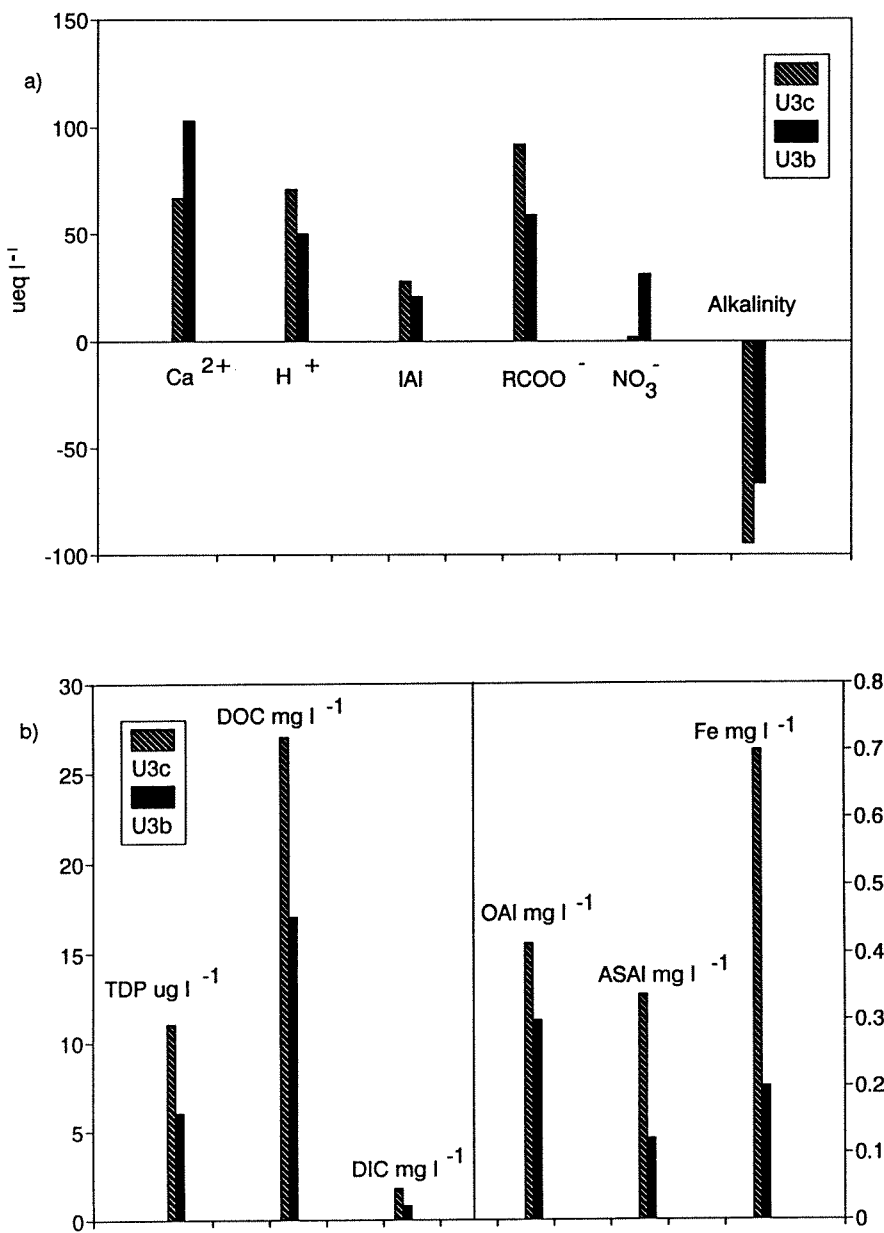 a)
150
100
50
0
-50
-100
ueq l⁻¹
U3c
U3b
Ca 2+
H +
IAl
RCOO -
NO3-
Alkalinity
b)
30
25
20
15
10
5
0
U3c
U3b
TDP ug l -1
DOC mg l -1
DIC mg l -1
OAl mg l -1
ASAl mg l -1
Fe mg l -1
0.8
0.7
0.6
0.5
0.4
0.3
0.2
0.1
0